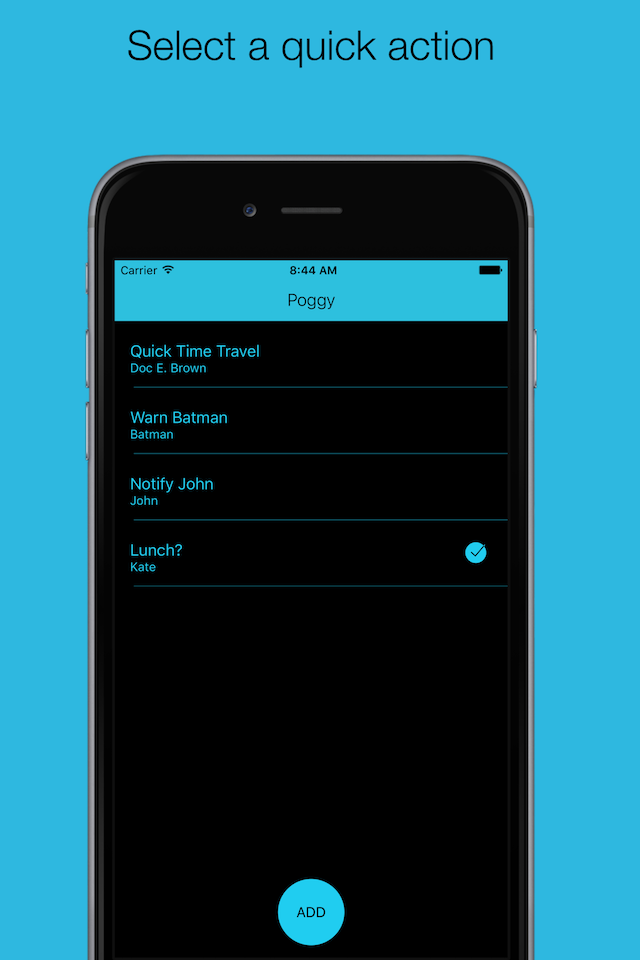 Select a quick action
Carrier 8:44 AM
Poggy
Quick Time Travel
Doc E. Brown
Warn Batman
Batman
Notify John
John
Lunch?
Kate
ADD